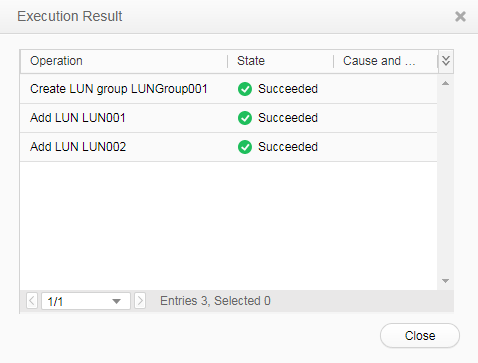 Execution Result
Operation State Cause and ...
Create LUN group LUNGroup001 Succeeded
Add LUN LUN001 Succeeded
Add LUN LUN002 Succeeded
1/1 Entries 3, Selected 0
Close